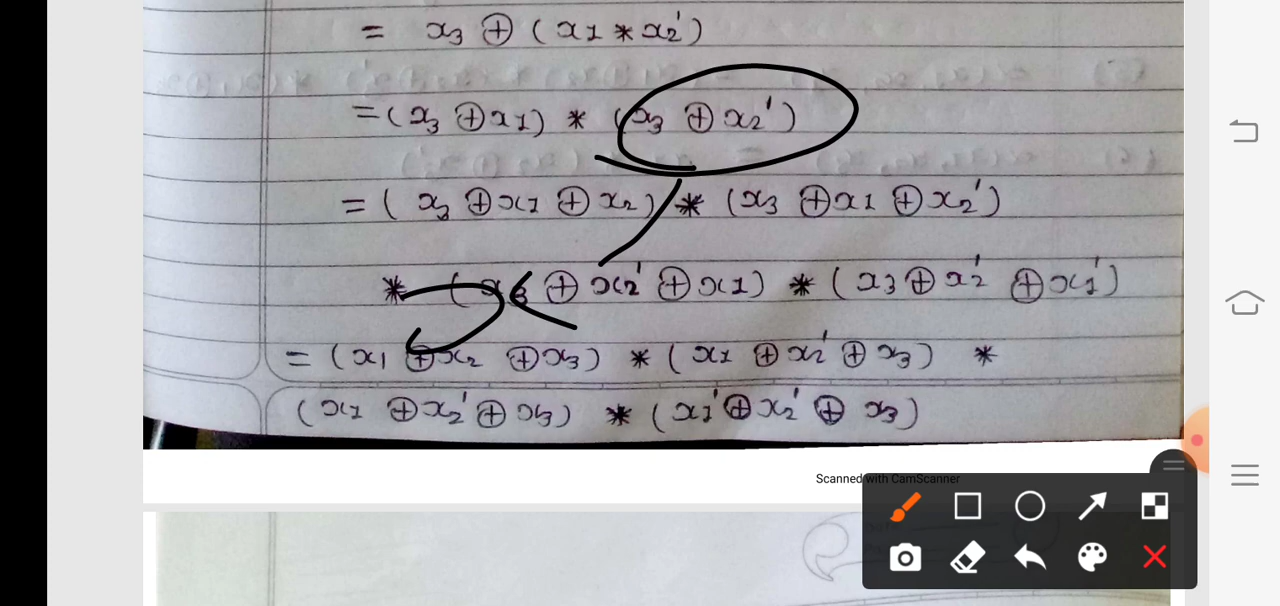 = x3 ⊕ ( x1 * x2' )
= ( x3 ⊕ x1 ) * ( x3 ⊕ x2' )
= ( x3 ⊕ x1 ⊕ x2 ) * ( x3 ⊕ x1 ⊕ x2' )
* ( x3 ⊕ x2' ⊕ x1 ) * ( x3 ⊕ x2' ⊕ x1' )
= ( x1 ⊕ x2 ⊕ x3 ) * ( x1 ⊕ x2' ⊕ x3 ) *
( x1 ⊕ x2' ⊕ x3 ) * ( x1' ⊕ x2' ⊕ x3 )
Scanned with CamScanner